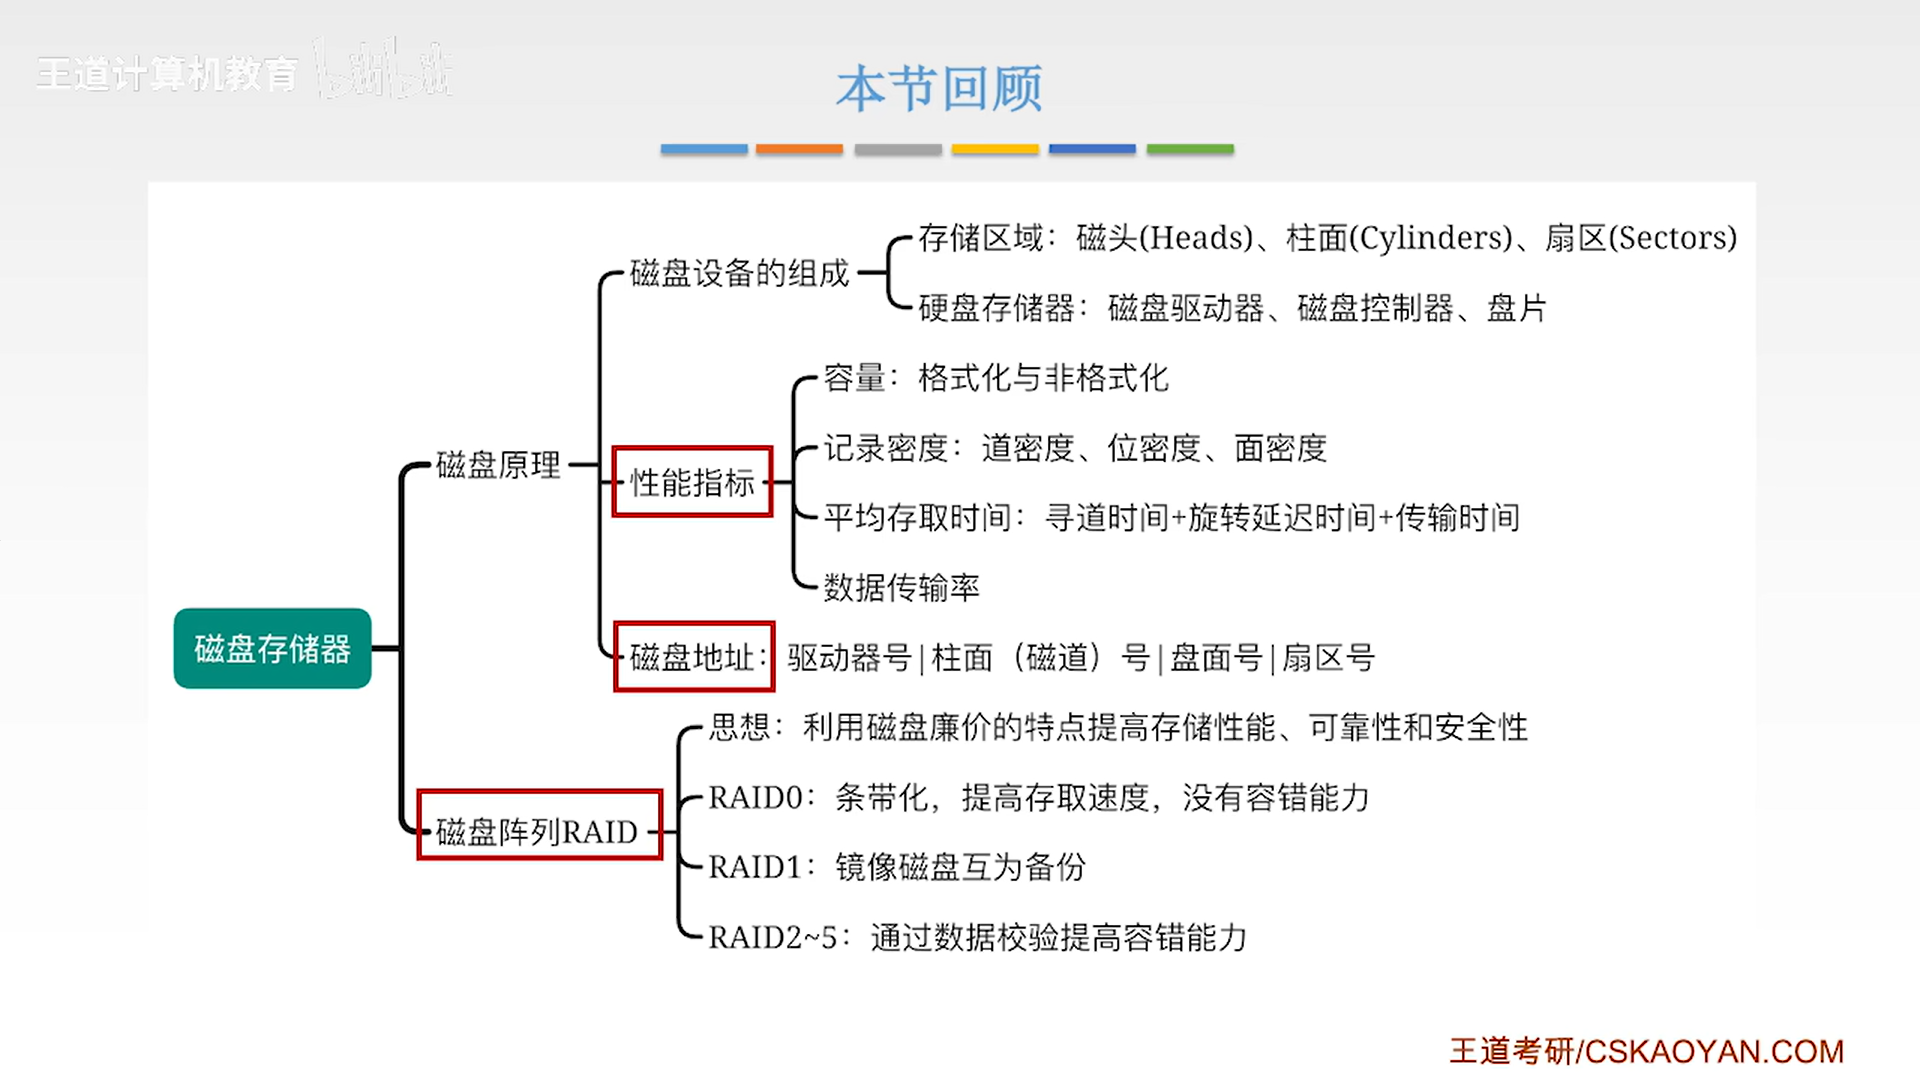 王道计算机教育 bilibili
本节回顾
存储区域：磁头(Heads)、柱面(Cylinders)、扇区(Sectors)
磁盘设备的组成
硬盘存储器：磁盘驱动器、磁盘控制器、盘片
容量：格式化与非格式化
记录密度：道密度、位密度、面密度
磁盘原理
性能指标
平均存取时间：寻道时间+旋转延迟时间+传输时间
数据传输率
磁盘存储器
磁盘地址：驱动器号|柱面（磁道）号|盘面号|扇区号
思想：利用磁盘廉价的特点提高存储性能、可靠性和安全性
RAID0：条带化，提高存取速度，没有容错能力
磁盘阵列RAID
RAID1：镜像磁盘互为备份
RAID2~5：通过数据校验提高容错能力
王道考研/CSKAOYAN.COM